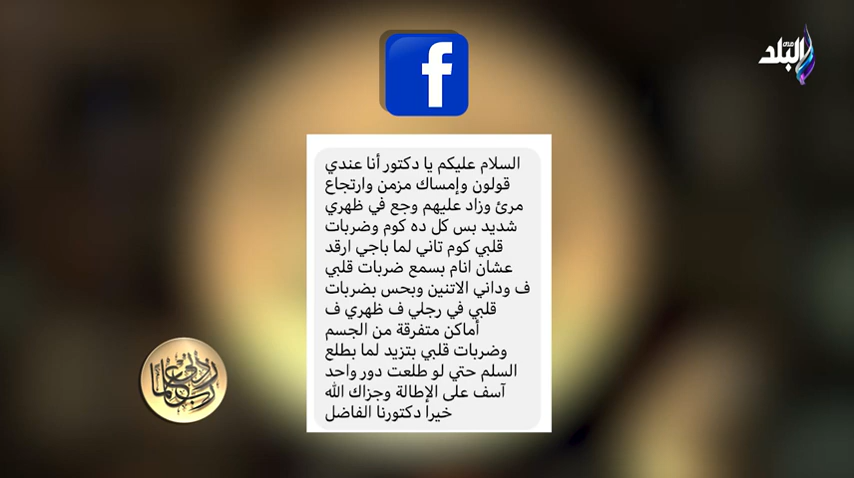 f
صدى
البلد
السلام عليكم يا دكتور أنا عندي
قولون وإمساك مزمن وارتجاع
مرئ وزاد عليهم وجع في ظهري
شديد بس كل ده كوم وضربات
قلبي كوم تاني لما باجي ارقد
عشان انام بسمع ضربات قلبي
ف وداني الاتنين وبحس بضربات
قلبي في رجلي ف ظهري ف
أماكن متفرقة من الجسم
وضربات قلبي بتزيد لما بطلع
السلم حتي لو طلعت دور واحد
آسف على الإطالة وجزاك الله
خيرا دكتورنا الفاضل
رب زدني علما